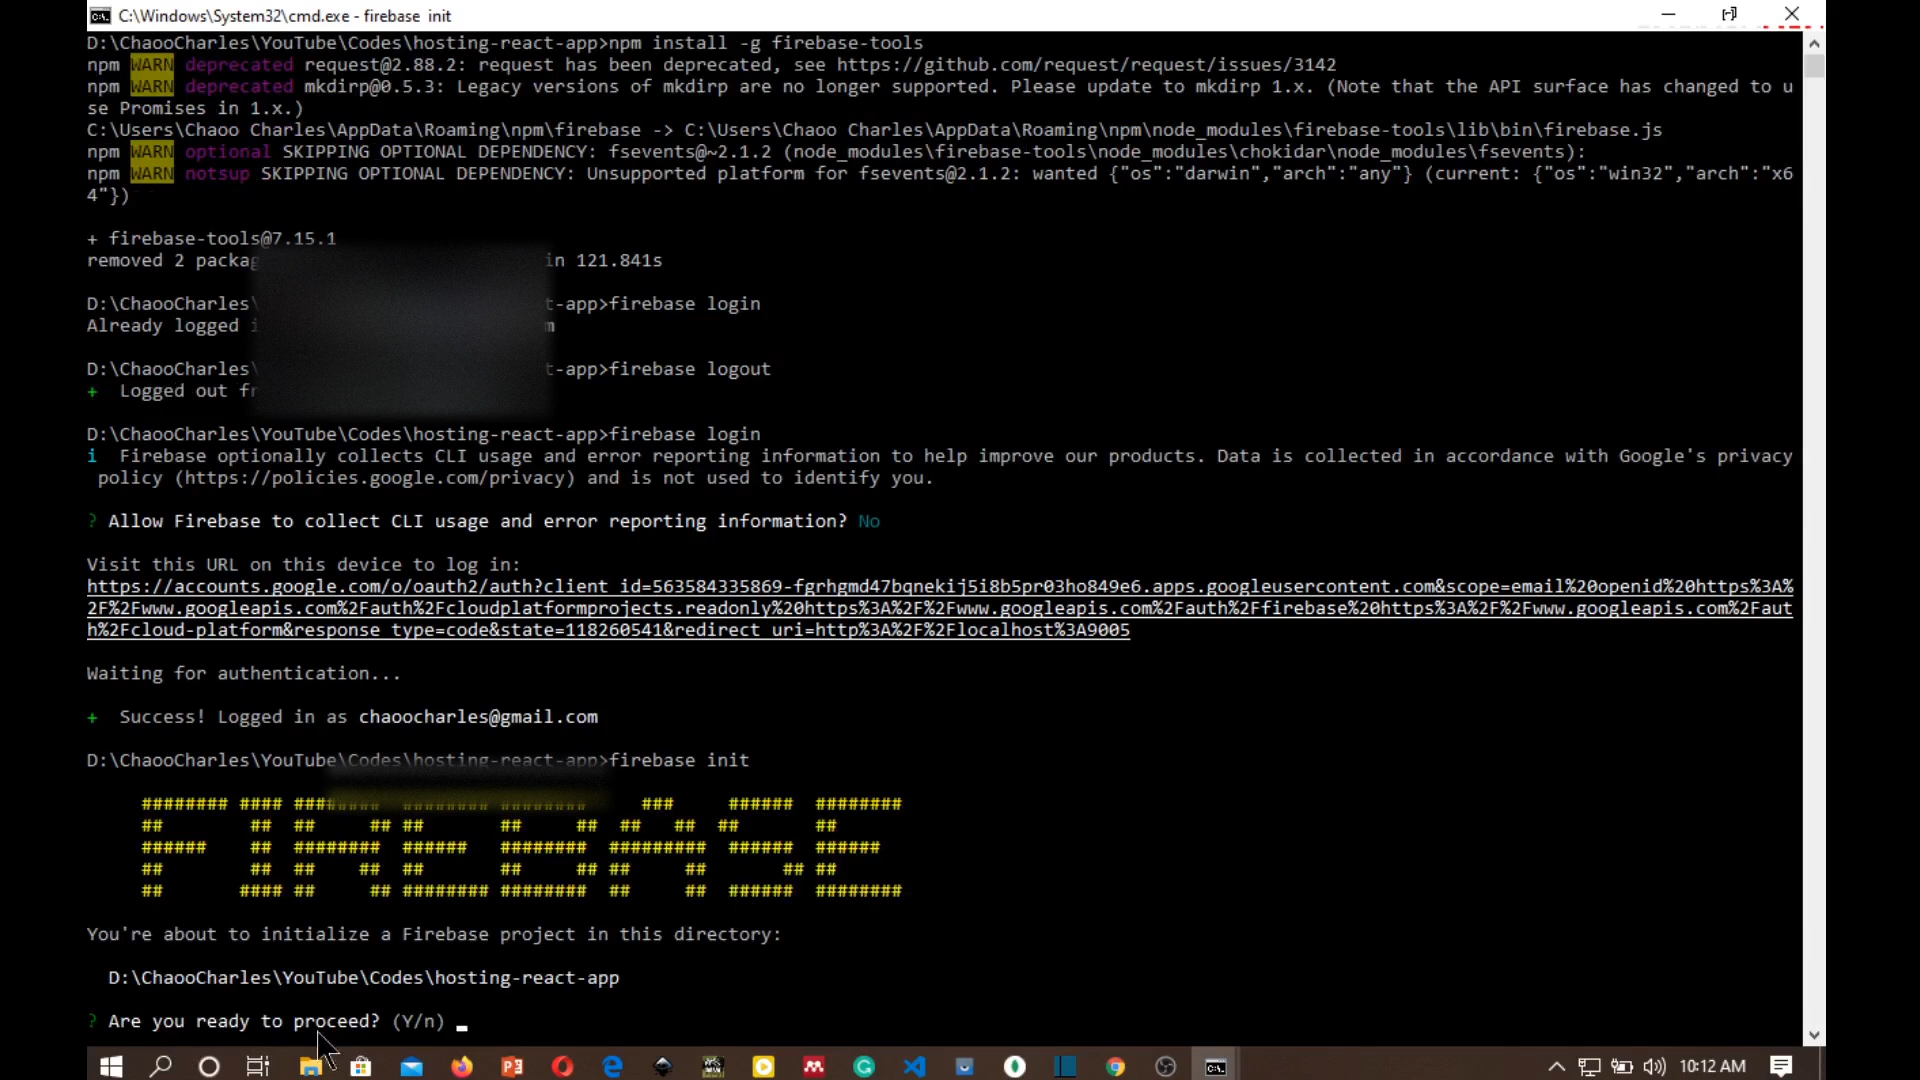 C:\Windows\System32\cmd.exe - firebase  init
D:\ChaooCharles\YouTube\Codes\hosting-react-app>npm install -g firebase-tools
npm WARN deprecated request@2.88.2: request has been deprecated, see https://github.com/request/request/issues/3142
npm WARN deprecated mkdirp@0.5.3: Legacy versions of mkdirp are no longer supported. Please update to mkdirp 1.x. (Note that the API surface has changed to u
se Promises in 1.x.)
C:\Users\Chaoo Charles\AppData\Roaming\npm\firebase -> C:\Users\Chaoo Charles\AppData\Roaming\npm\node_modules\firebase-tools\lib\bin\firebase.js
npm WARN optional SKIPPING OPTIONAL DEPENDENCY: fsevents@~2.1.2 (node_modules\firebase-tools\node_modules\chokidar\node_modules\fsevents):
npm WARN notsup SKIPPING OPTIONAL DEPENDENCY: Unsupported platform for fsevents@2.1.2: wanted {"os":"darwin","arch":"any"} (current: {"os":"win32","arch":"x6
4"})
+ firebase-tools@7.15.1
removed 2 in 121.841s
D:\ChaooCharles\ t-app>firebase login
Already logged
D:\ChaooCharles\ t-app>firebase logout
+  Logged out
D:\ChaooCharles\YouTube\Codes\hosting-react-app>firebase login
i  Firebase optionally collects CLI usage and error reporting information to help improve our products. Data is collected in accordance with Google's privacy
policy (https://policies.google.com/privacy) and is not used to identify you.
? Allow Firebase to collect CLI usage and error reporting information? No
Visit this URL on this device to log in:
https://accounts.google.com/o/oauth2/auth?client_id=563584335869-fgrhgmd47bqnekij5i8b5pr03ho849e6.apps.googleusercontent.com&scope=email%20openid%20https%3A%
2F%2Fwww.googleapis.com%2Fauth%2Fcloudplatformprojects.readonly%20https%3A%2F%2Fwww.googleapis.com%2Fauth%2Ffirebase%20https%3A%2F%2Fwww.googleapis.com%2Faut
h%2Fcloud-platform&response_type=code&state=118260541&redirect_uri=http%3A%2F%2Flocalhost%3A9005
Waiting for authentication...
+  Success! Logged in as chaoocharles@gmail.com
D:\ChaooCharles\YouTube\Codes\hosting-react-app>firebase init
FIREBASE
You're about to initialize a Firebase project in this directory:
D:\ChaooCharles\YouTube\Codes\hosting-react-app
? Are you ready to proceed? (Y/n)
10:12 AM